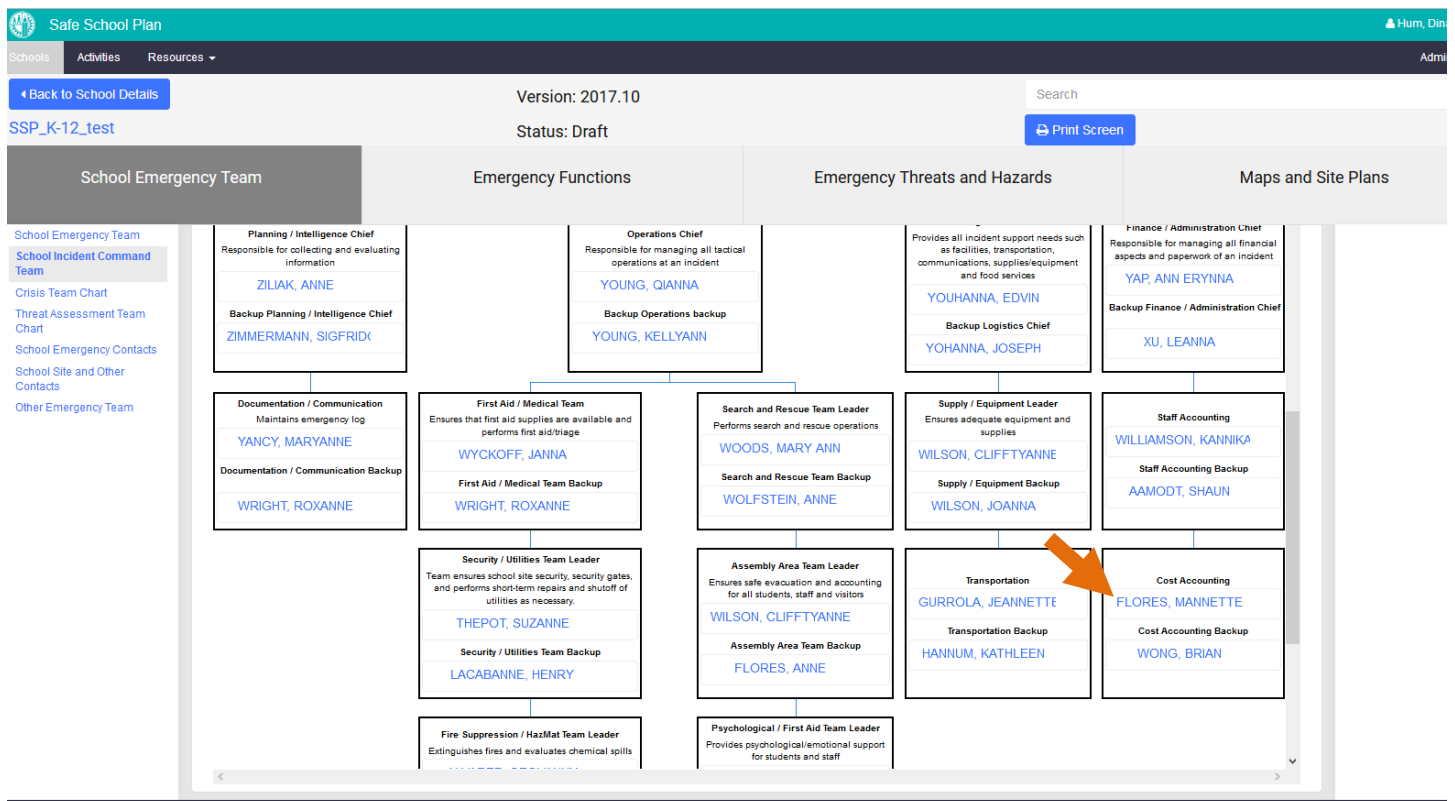 Safe School Plan
Hum, Dina
Schools
Activities
Resources
Admin
Back to School Details
Version: 2017.10
Search
SSP_K-12_test
Status: Draft
Print Screen
School Emergency Team
Emergency Functions
Emergency Threats and Hazards
Maps and Site Plans
School Emergency Team
School Incident Command
Team
Crisis Team Chart
Threat Assessment Team
Chart
School Emergency Contacts
School Site and Other
Contacts
Other Emergency Team
Planning / Intelligence Chief
Responsible for collecting and evaluating
information
ZILIAK, ANNE
Backup Planning / Intelligence Chief
ZIMMERMANN, SIGFRID
Operations Chief
Responsible for managing all tactical
operations at an incident
YOUNG, QIANNA
Backup Operations backup
YOUNG, KELLYANN
Provides all incident support needs such
as facilities, transportation,
communications, supplies/equipment
and food services
YOUHANNA, EDVIN
Backup Logistics Chief
YOHANNA, JOSEPH
Finance / Administration Chief
Responsible for managing all financial
aspects and paperwork of an incident
YAP, ANN ERYNNA
Backup Finance / Administration Chief
XU, LEANNA
Documentation / Communication
Maintains emergency log
YANCY, MARYANNE
Documentation / Communication Backup
WRIGHT, ROXANNE
First Aid / Medical Team
Ensures that first aid supplies are available and
performs first aid/triage
WYCKOFF, JANNA
First Aid / Medical Team Backup
WRIGHT, ROXANNE
Search and Rescue Team Leader
Performs search and rescue operations
WOODS, MARY ANN
Search and Rescue Team Backup
WOLFSTEIN, ANNE
Supply / Equipment Leader
Ensures adequate equipment and
supplies
WILSON, CLIFFTYANNE
Supply / Equipment Backup
WILSON, JOANNA
Staff Accounting
WILLIAMSON, KANNIKA
Staff Accounting Backup
AAMODT, SHAUN
Security / Utilities Team Leader
Team ensures school site security, security gates,
and performs short-term repairs and shutoff of
utilities as necessary.
THEPOT, SUZANNE
Security / Utilities Team Backup
LACABANNE, HENRY
Assembly Area Team Leader
Ensures safe evacuation and accounting
for all students, staff and visitors
WILSON, CLIFFTYANNE
Assembly Area Team Backup
FLORES, ANNE
Transportation
GURROLA, JEANNETTE
Transportation Backup
HANNUM, KATHLEEN
Cost Accounting
FLORES, MANNETTE
Cost Accounting Backup
WONG, BRIAN
Fire Suppression / HazMat Team Leader
Extinguishes fires and evaluates chemical spills
Psychological / First Aid Team Leader
Provides psychological/emotional support
for students and staff